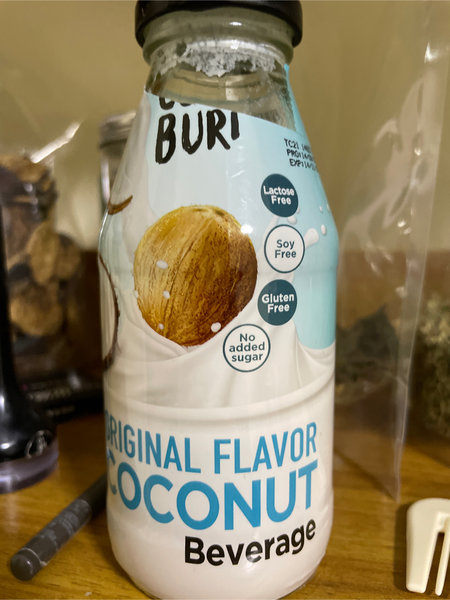 BURI
Lactose
Free
Soy
Free
Gluten
Free
No
added
sugar
ORIGINAL FLAVOR
COCONUT
Beverage